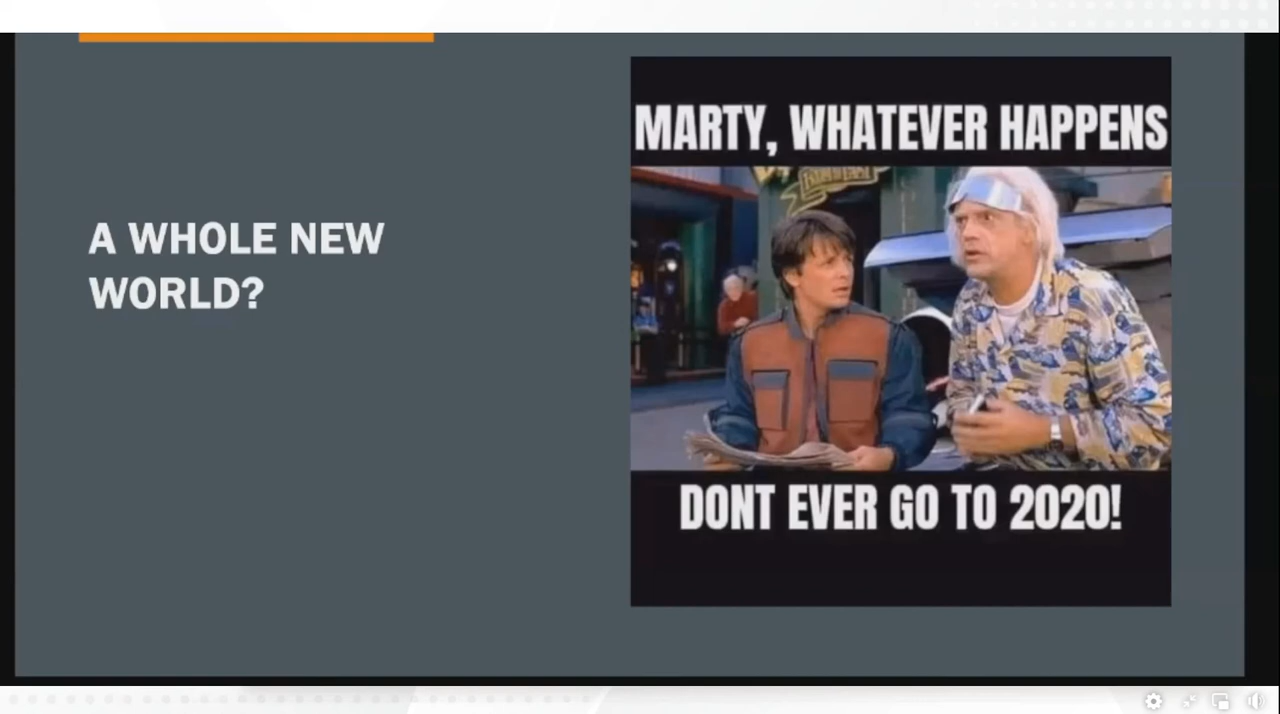 A WHOLE NEW
WORLD?
MARTY, WHATEVER HAPPENS
DONT EVER GO TO 2020!